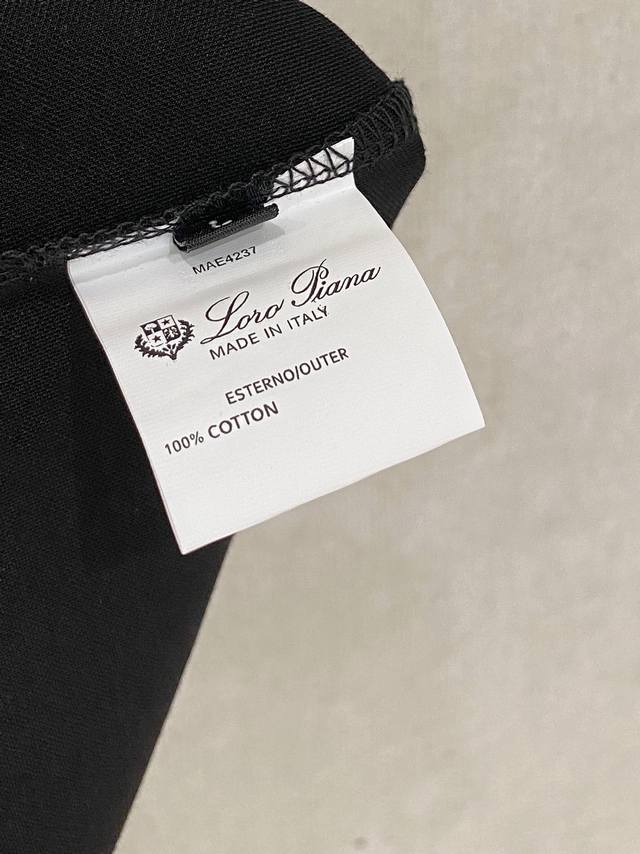 MAE4237
Loro Piana
MADE IN ITALY
ESTERNO/OUTER
100% COTTON